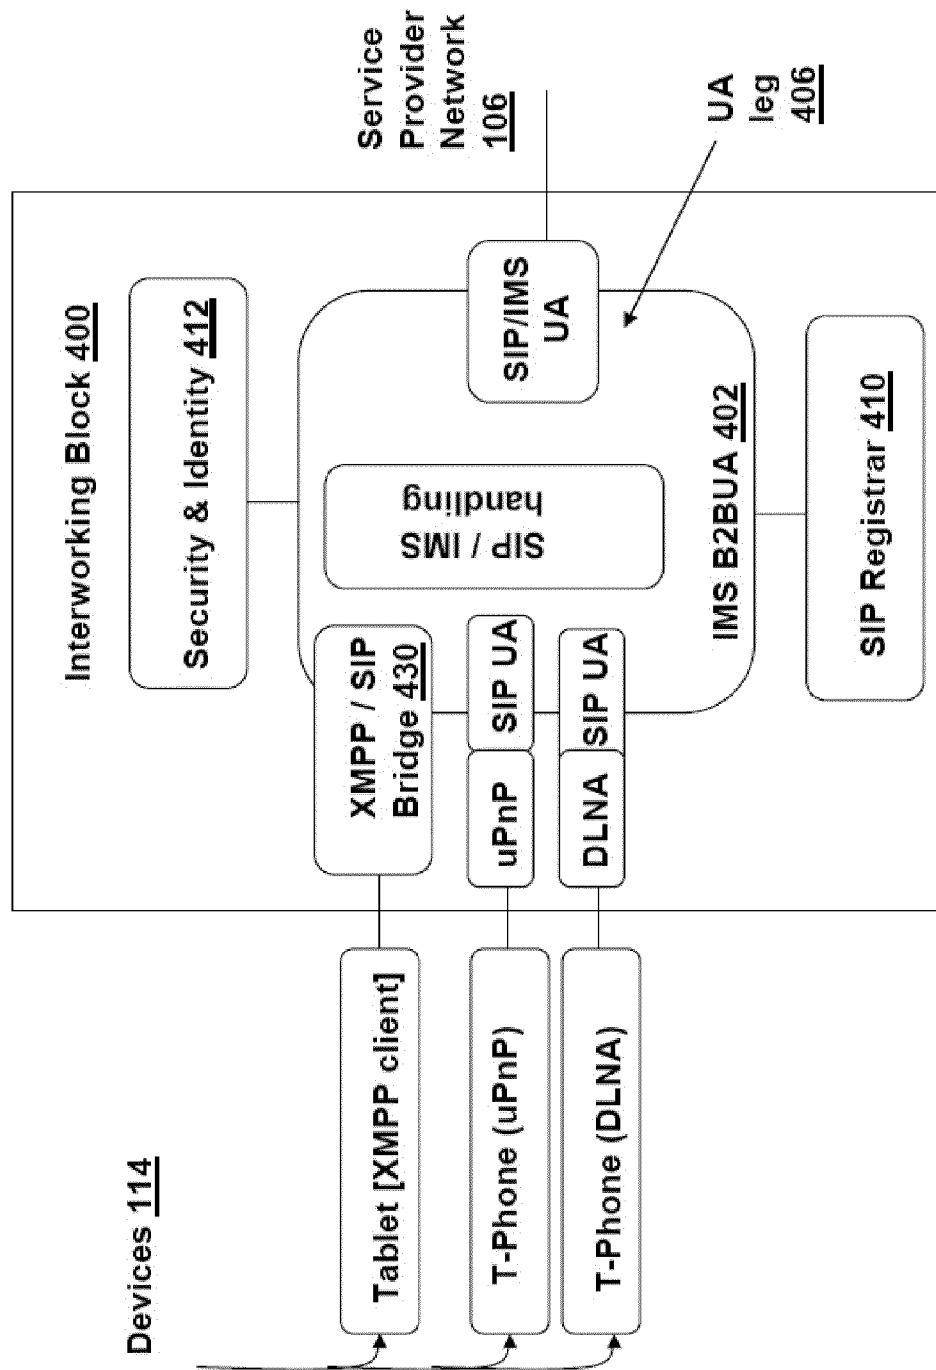 Devices 114
Tablet [XMPP client]
T-Phone (uPnP)
T-Phone (DLNA)
Interworking Block 400
Security & Identity 412
XMPP / SIP
Bridge 430
uPnP
SIP UA
DLNA
SIP UA
SIP / IMS
handling
SIP/IMS
UA
IMS B2BUA 402
SIP Registrar 410
Service
Provider
Network
106
UA
leg
406